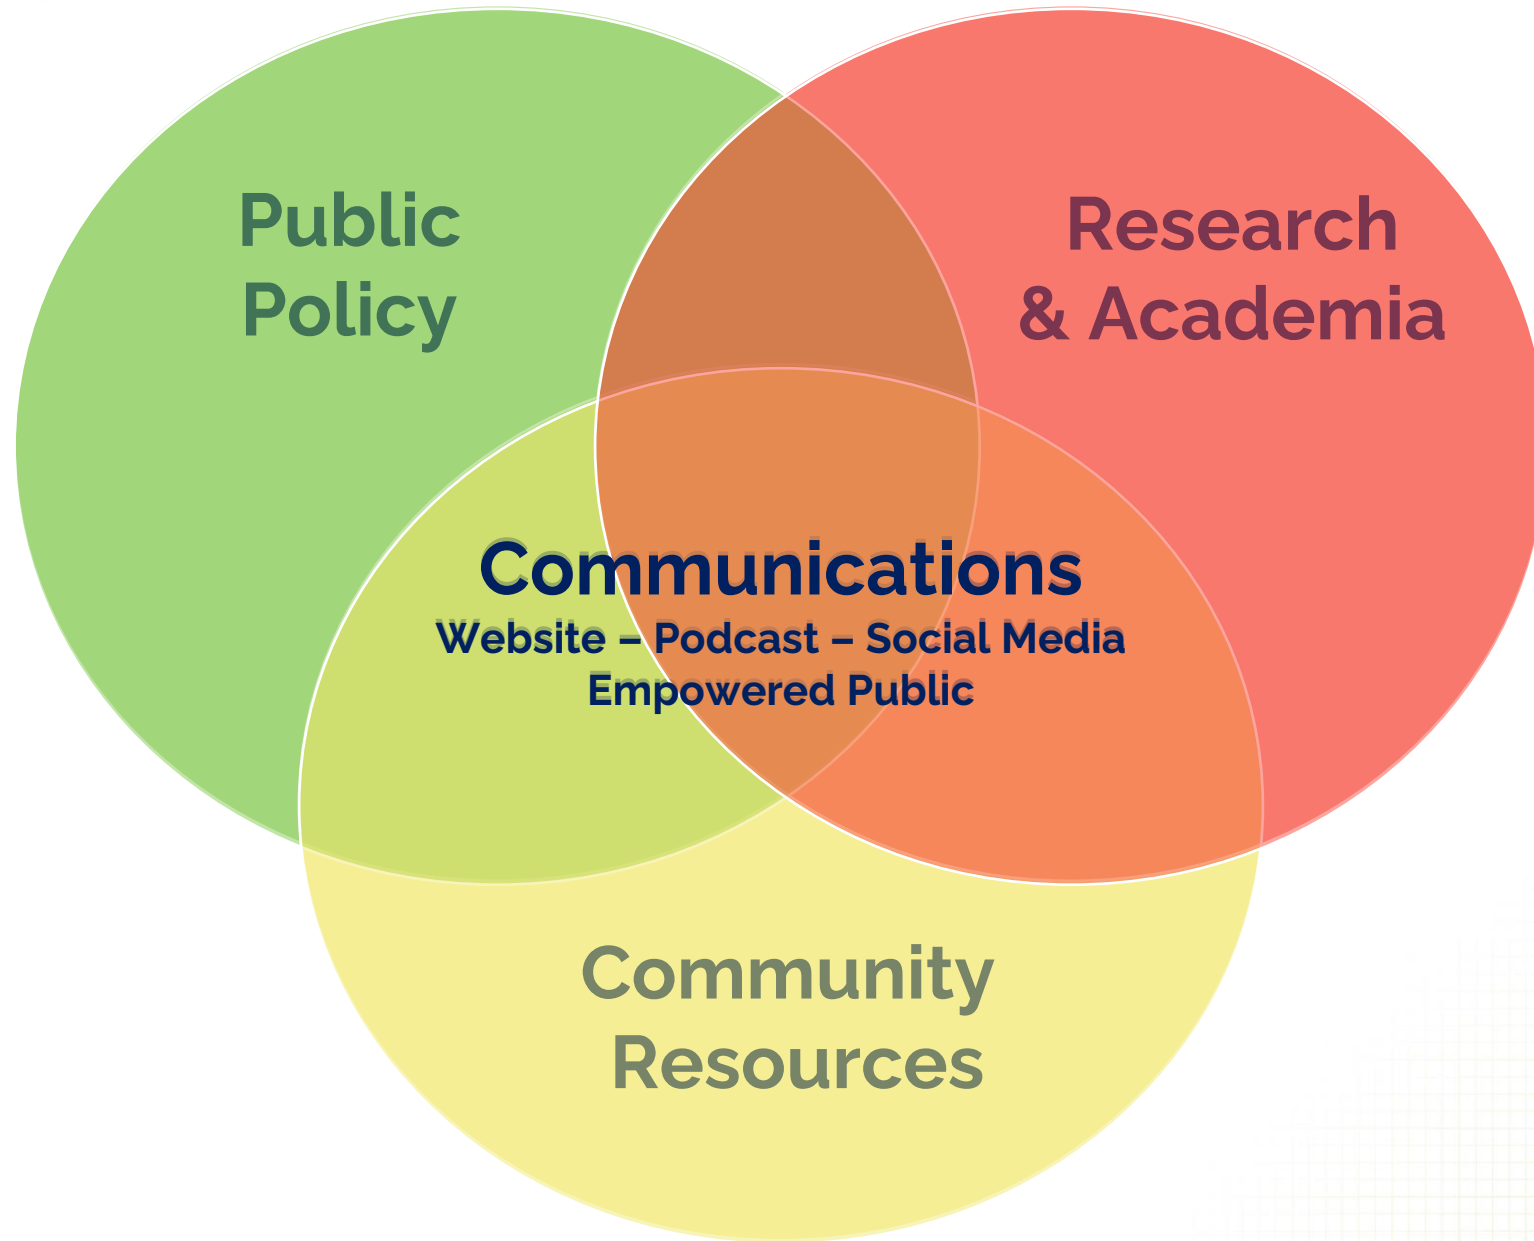 Public
Policy
Research
& Academia
Communications
Website – Podcast – Social Media
Empowered Public
Community
Resources